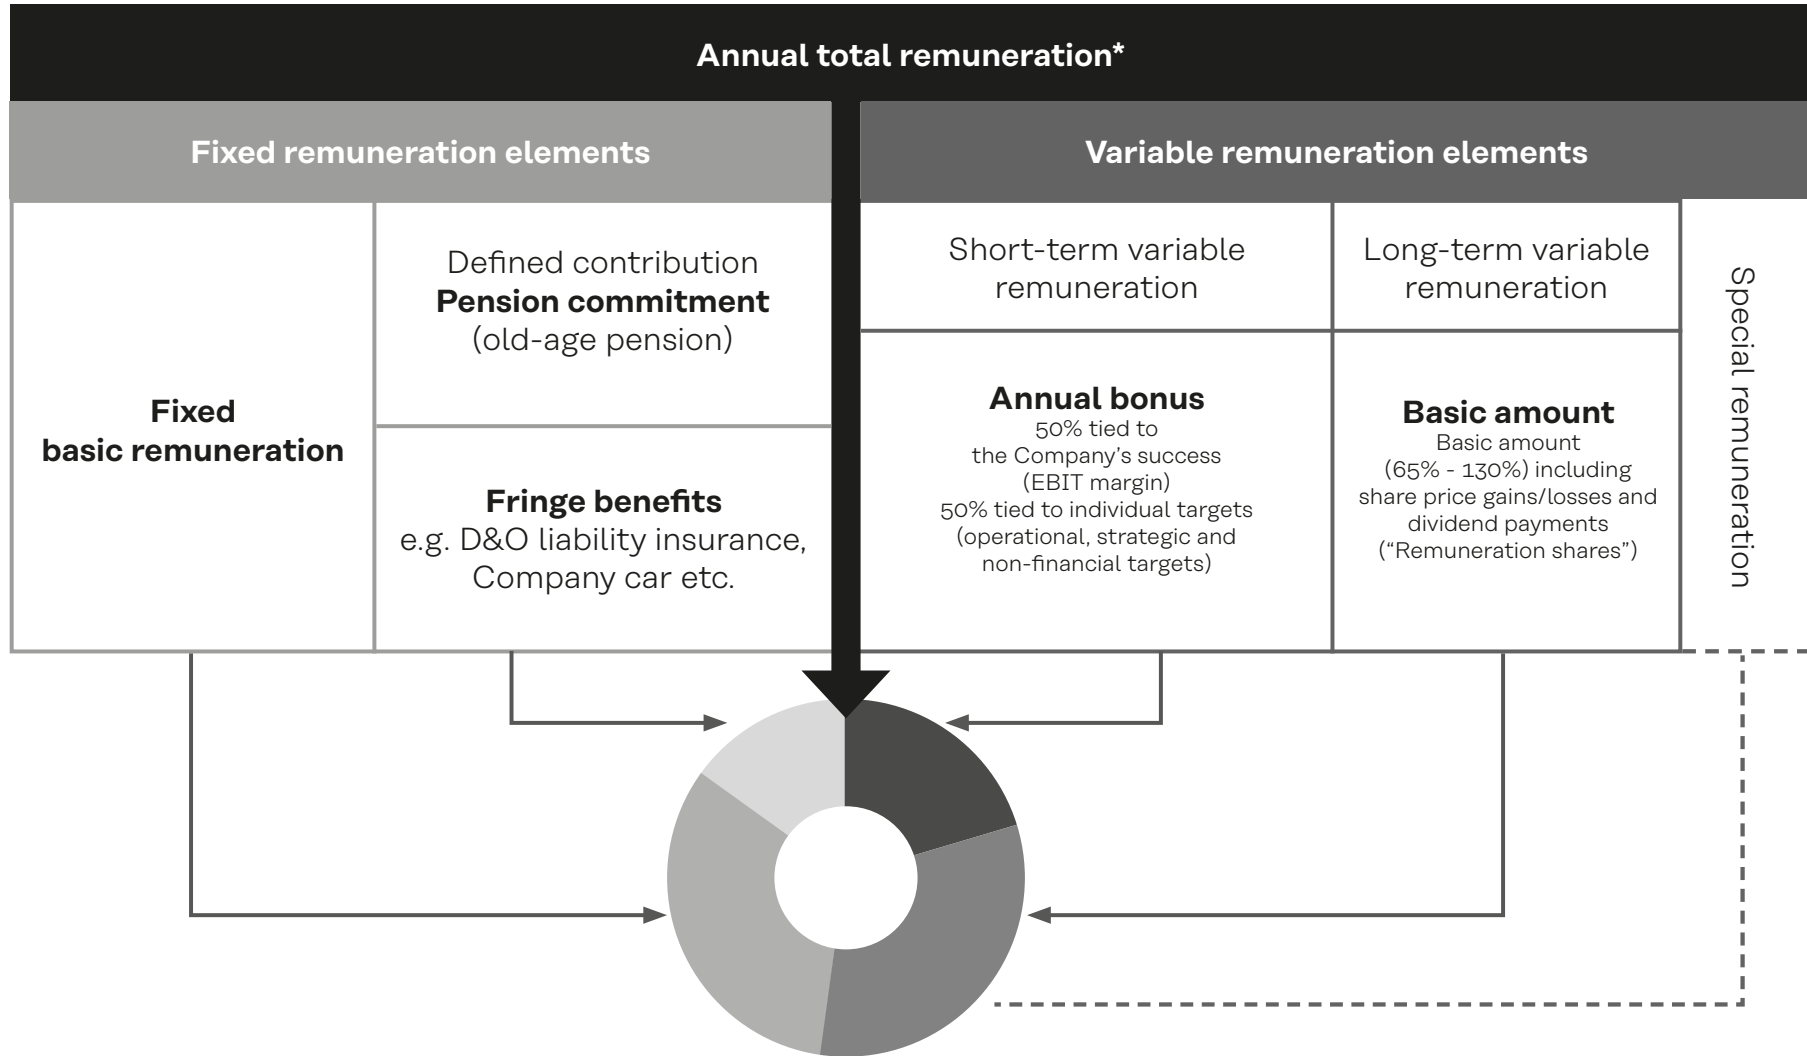 Annual total remuneration*
Fixed remuneration elements
Variable remuneration elements
Fixed
basic remuneration
Defined contribution
Pension commitment
(old-age pension)
Fringe benefits
e.g. D&O liability insurance,
Company car etc.
Short-term variable
remuneration
Annual bonus
50% tied to
the Company’s success
(EBIT margin)
50% tied to individual targets
(operational, strategic and
non-financial targets)
Long-term variable
remuneration
Basic amount
Basic amount
(65% - 130%) including
share price gains/losses and
dividend payments
(“Remuneration shares”)
Special remuneration